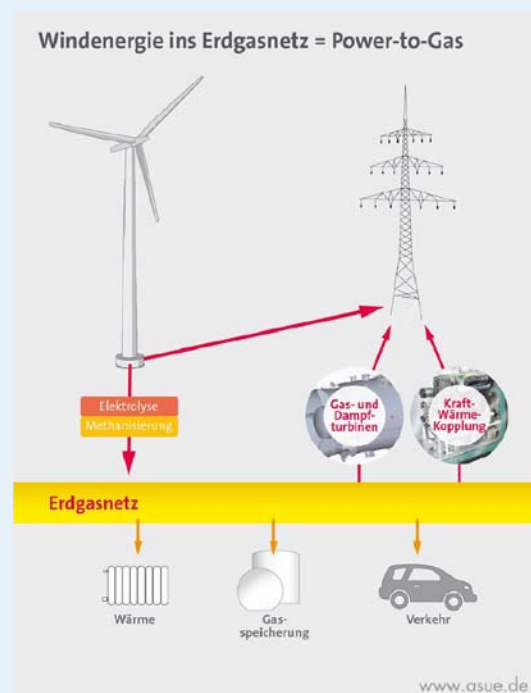 Windenergie ins Erdgasnetz = Power-to-Gas
Elektrolyse
Methanisierung
Gas- und
Dampf-
turbinen
Kraft-
Wärme-
Kopplung
Erdgasnetz
Wärme
Gas-
speicherung
Verkehr
www.asue.de